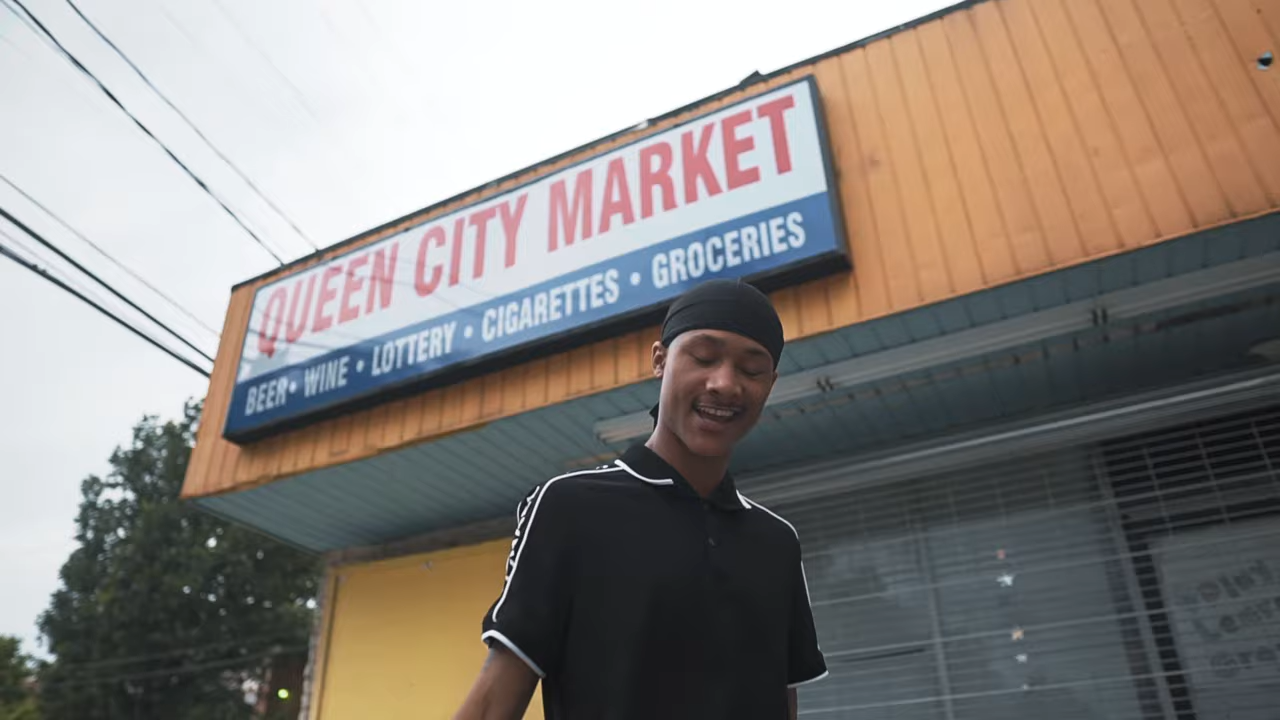 QUEEN CITY MARKET
BEER • WINE • LOTTERY • CIGARETTES • GROCERIES